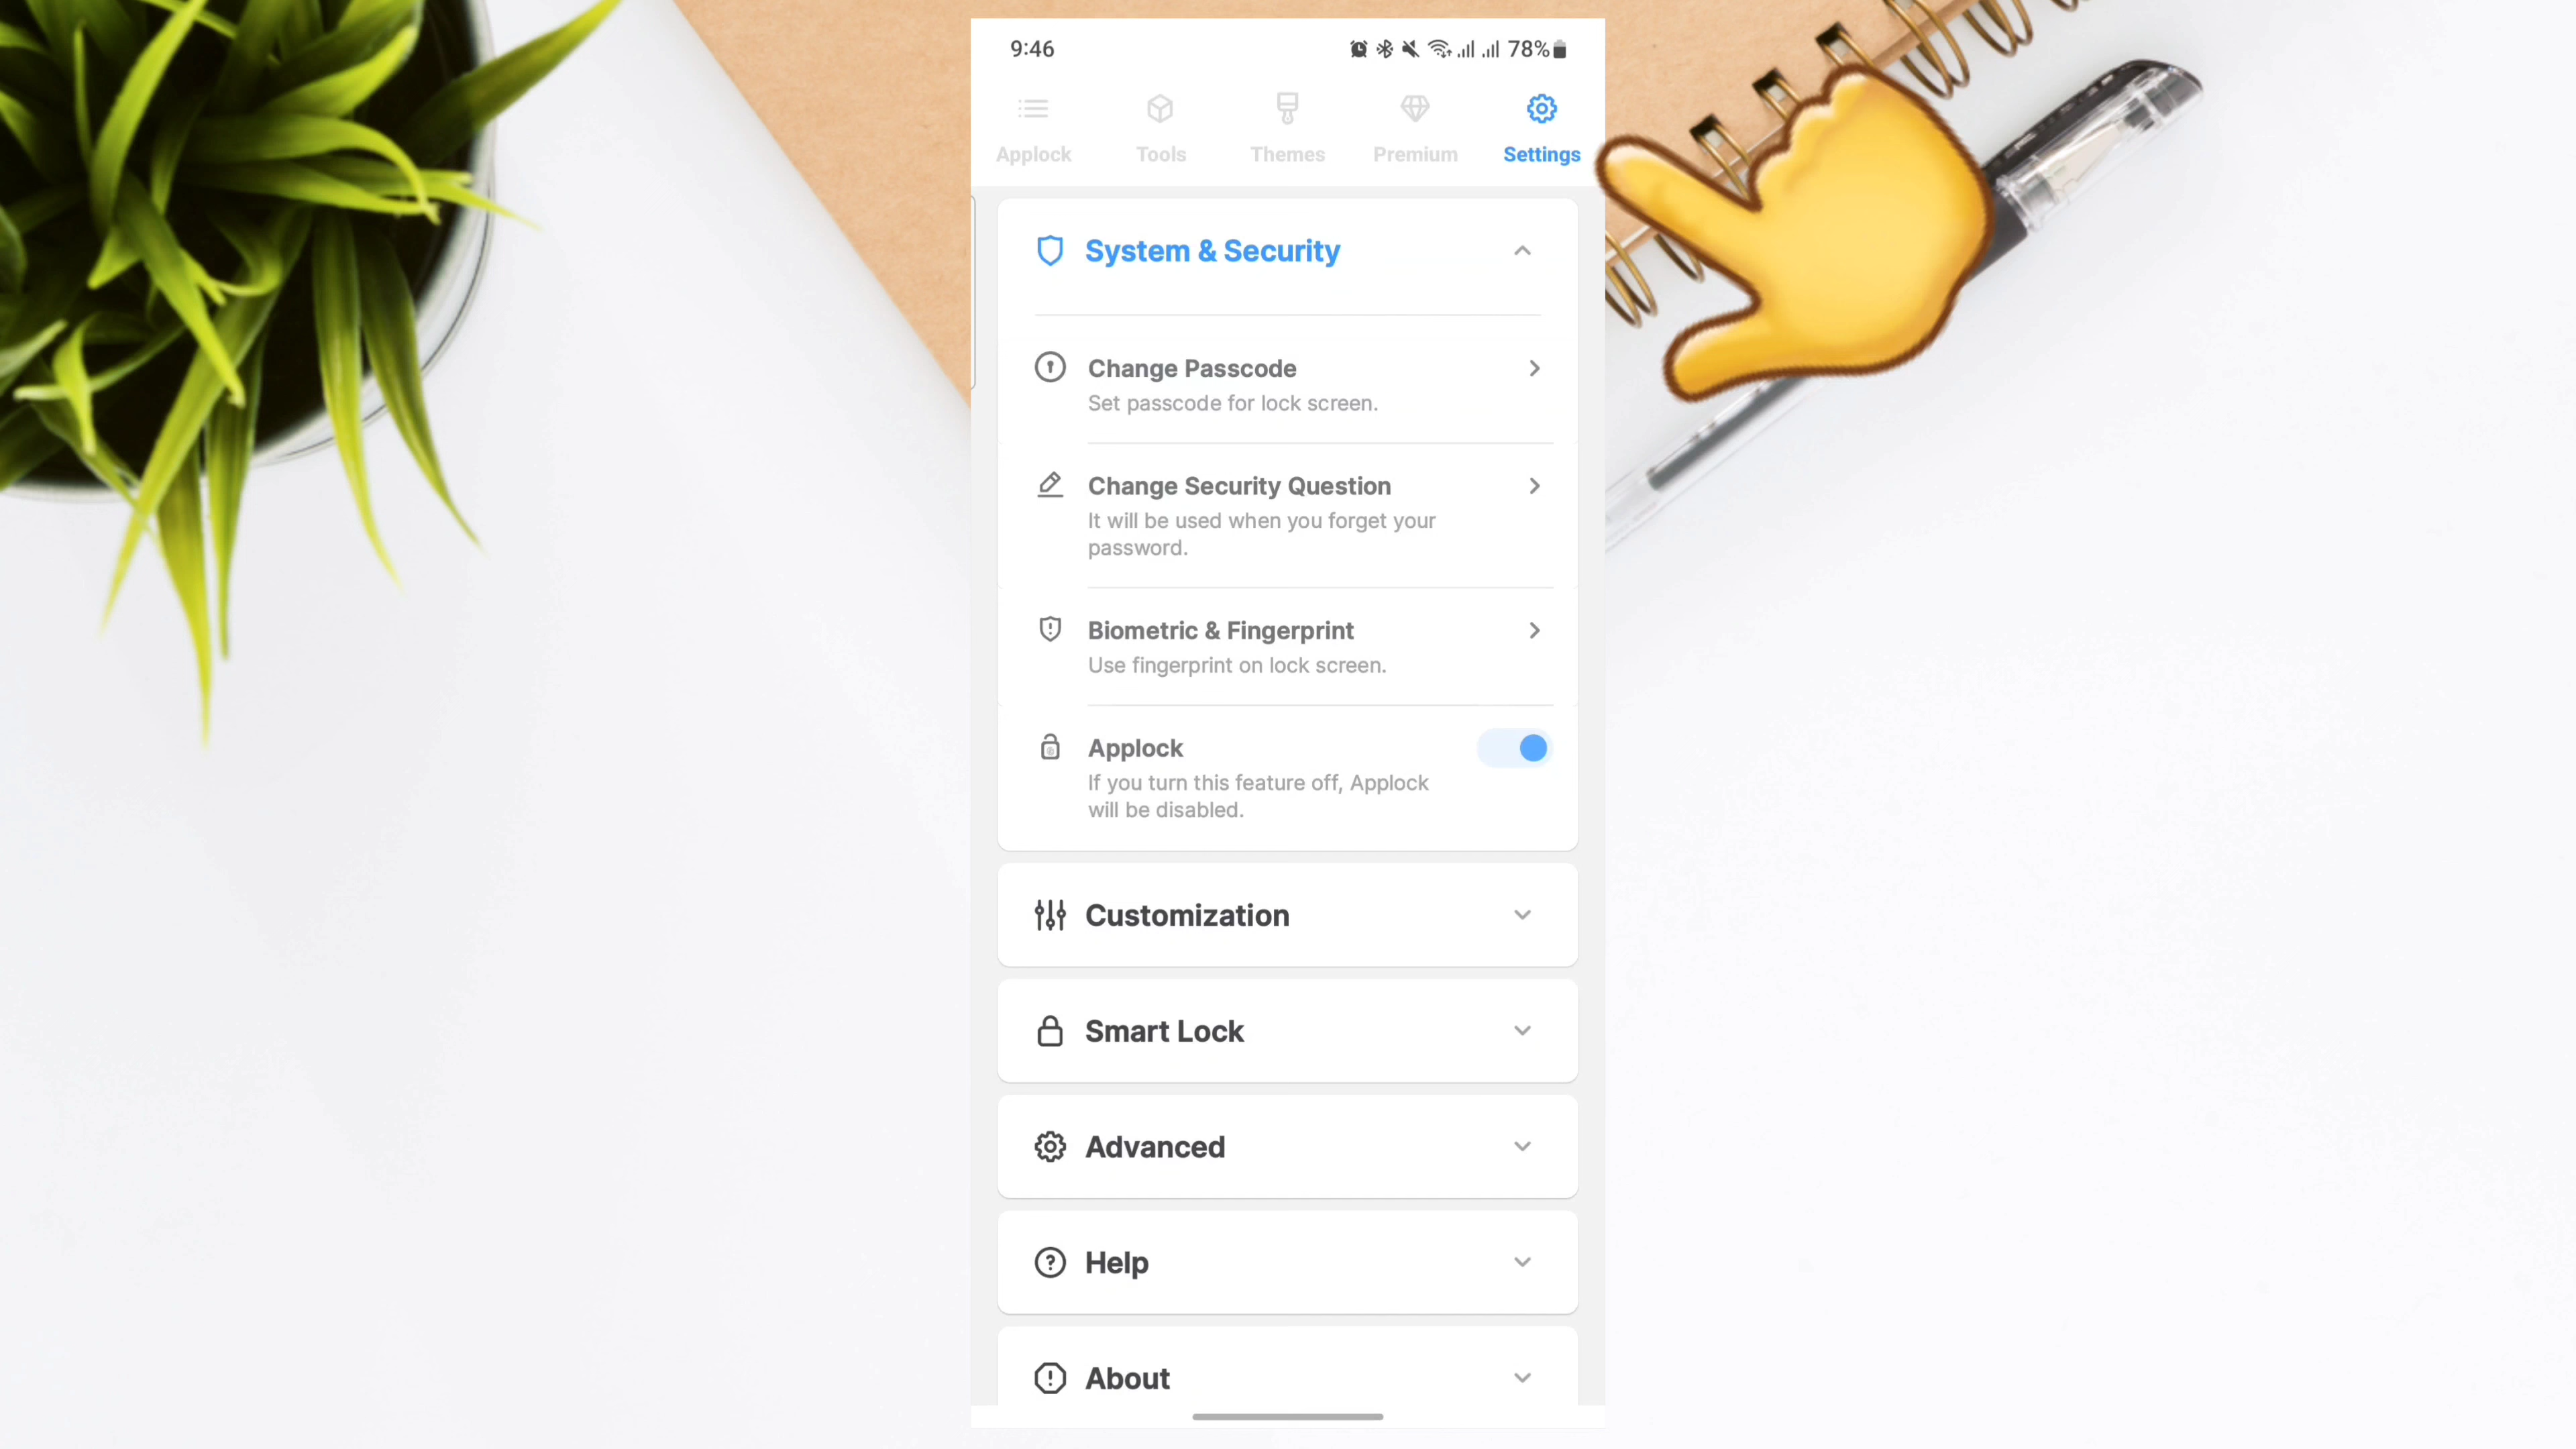 9:46
78%
Applock
Tools
Themes
Premium
Settings
System & Security
Change Passcode
Set passcode for lock screen.
Change Security Question
It will be used when you forget your
password.
Biometric & Fingerprint
Use fingerprint on lock screen.
Applock
If you turn this feature off, Applock
will be disabled.
Customization
Smart Lock
Advanced
Help
About